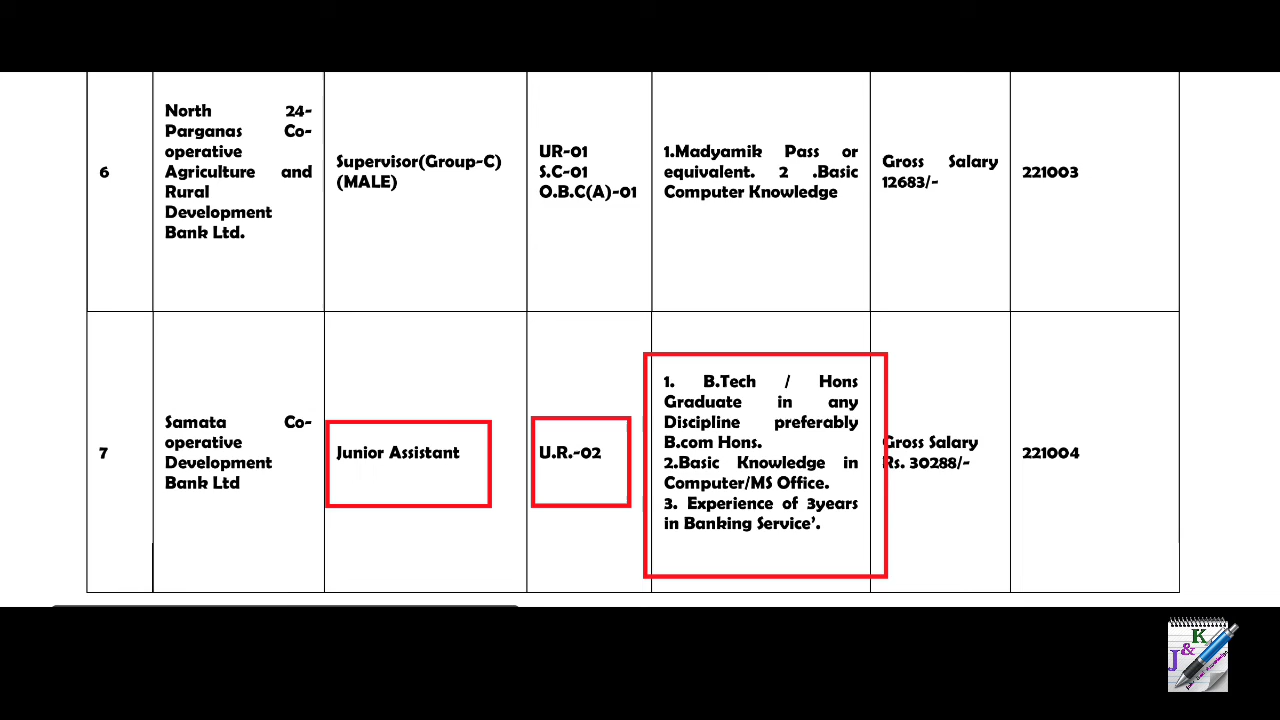 6
North 24-
Parganas Co-
operative
Agriculture and
Rural
Development
Bank Ltd.
Supervisor(Group-C)
(MALE)
UR-01
S.C-01
O.B.C(A)-01
1.Madyamik Pass or
equivalent. 2 .Basic
Computer Knowledge
Gross Salary
12683/-
221003
7
Samata Co-
operative
Development
Bank Ltd
Junior Assistant
U.R.-02
1. B.Tech / Hons
Graduate in any
Discipline preferably
B.com Hons.
2.Basic Knowledge in
Computer/MS Office.
3. Experience of 3years
in Banking Service’.
Gross Salary
Rs. 30288/-
221004
J&K